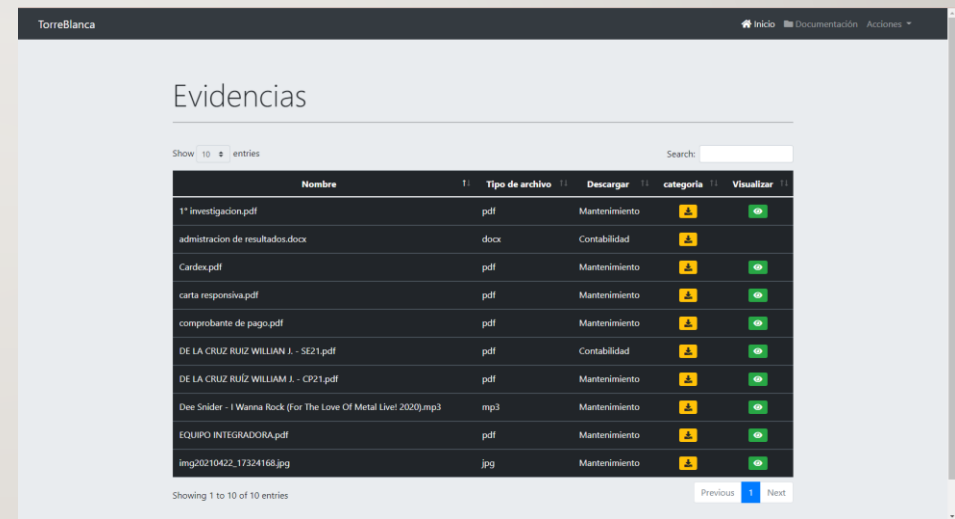 TorreBlanca Inicio Documentación Acciones
Evidencias
Show 10 entries Search:
Nombre Tipo de archivo Descargar categoria Visualizar
1° investigacion.pdf pdf Mantenimiento
admistracion de resultados.docx docx Contabilidad
Cardex.pdf pdf Mantenimiento
carta responsiva.pdf pdf Mantenimiento
comprobante de pago.pdf pdf Mantenimiento
DE LA CRUZ RUIZ WILLIAN J. - SE21.pdf pdf Contabilidad
DE LA CRUZ RUÍZ WILLIAM J. - CP21.pdf pdf Mantenimiento
Dee Snider - I Wanna Rock (For The Love Of Metal Live! 2020).mp3 mp3 Mantenimiento
EQUIPO INTEGRADORA.pdf pdf Mantenimiento
img20210422_17324168.jpg jpg Mantenimiento
Showing 1 to 10 of 10 entries Previous 1 Next